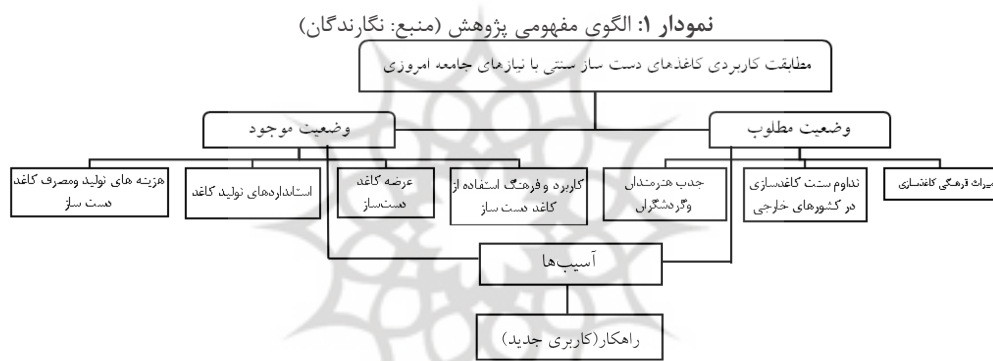 نمودار ۱: الگوی مفهومی پژوهش (منبع: نگارندگان)
مطابقت کاربردی کاغذهای دست ساز سنتی با نیازهای جامعه امروزی
وضعیت مطلوب
وضعیت موجود
میراث فرهنگی کاغذسازی
تداوم سنت کاغذسازی
در کشورهای خارجی
جذب هنرمندان
وگردشگران
کاربرد و فرهنگ استفاده از
کاغذ دست ساز
عرضه کاغذ
دست‌ساز
استانداردهای تولید کاغذ
هزینه های تولید ومصرف کاغذ
دست ساز
آسیب‌ها
راهکار(کاربری جدید)